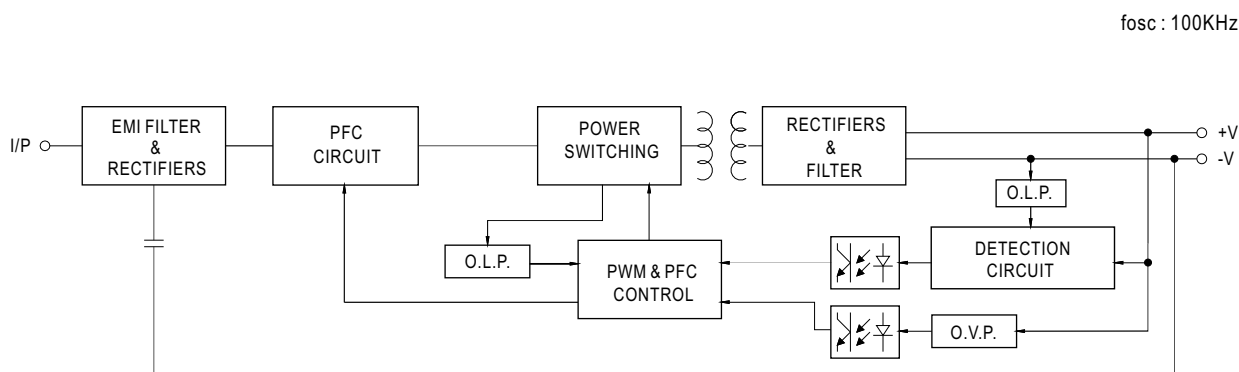 fosc : 100KHz
I/P
EMI FILTER
&
RECTIFIERS
PFC
CIRCUIT
POWER
SWITCHING
RECTIFIERS
&
FILTER
+V
-V
O.L.P.
O.L.P.
PWM & PFC
CONTROL
DETECTION
CIRCUIT
O.V.P.